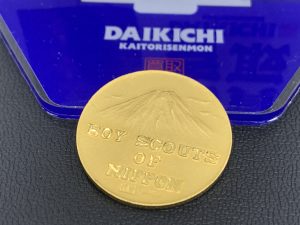 DAIKICHI
KAITORISENMON
BOY SCOUTS
OF
NIPPON